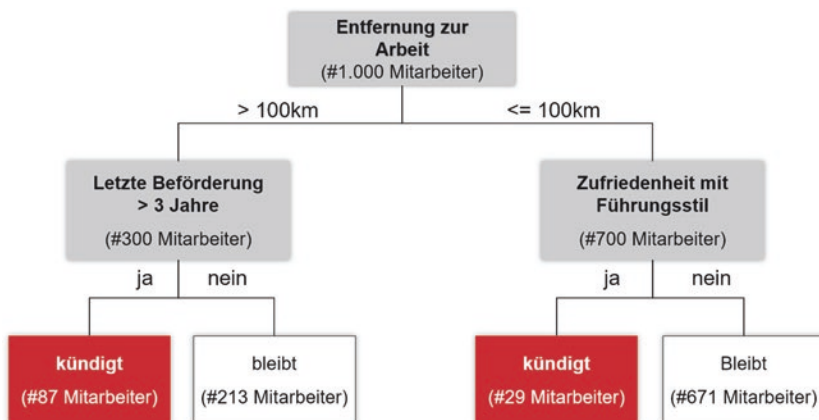 Entfernung zur
Arbeit
(#1.000 Mitarbeiter)
> 100km
<= 100km
Letzte Beförderung
> 3 Jahre
(#300 Mitarbeiter)
Zufriedenheit mit
Führungsstil
(#700 Mitarbeiter)
ja
nein
ja
nein
kündigt
(#87 Mitarbeiter)
bleibt
(#213 Mitarbeiter)
kündigt
(#29 Mitarbeiter)
Bleibt
(#671 Mitarbeiter)